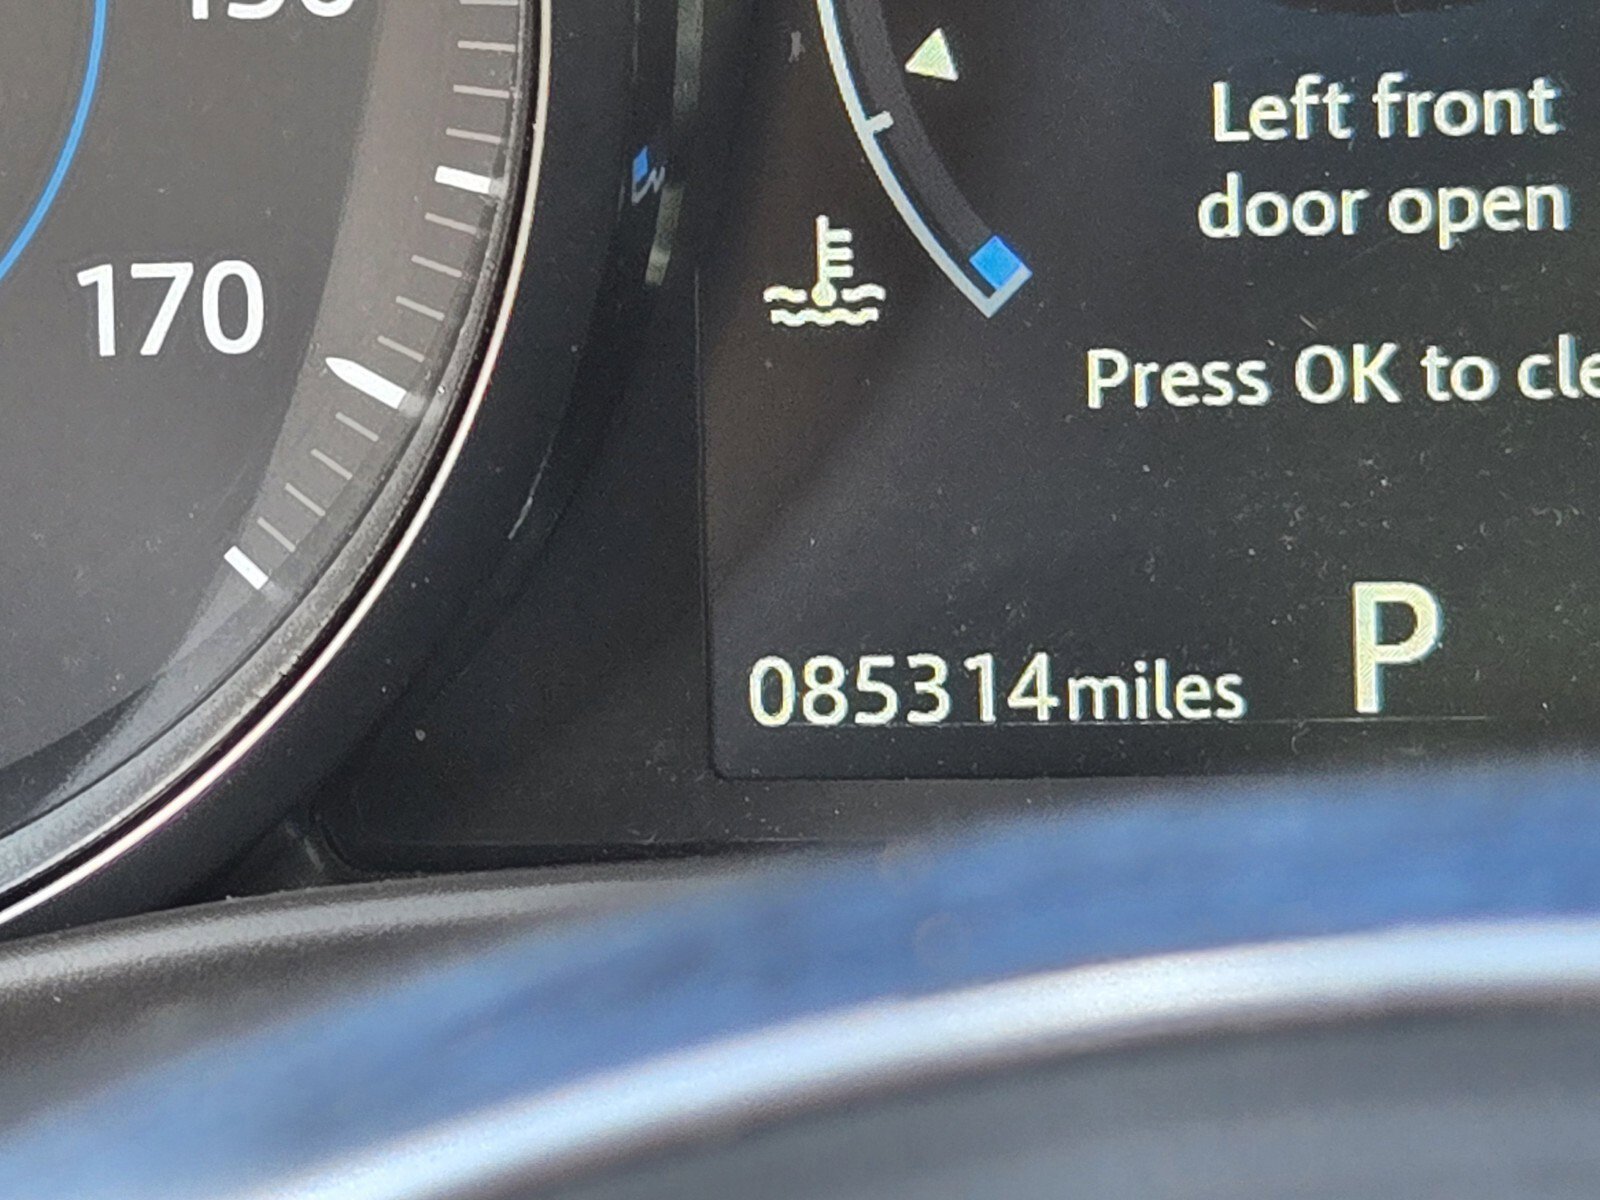 170
Left front
door open
Press OK to cle
085314miles
P